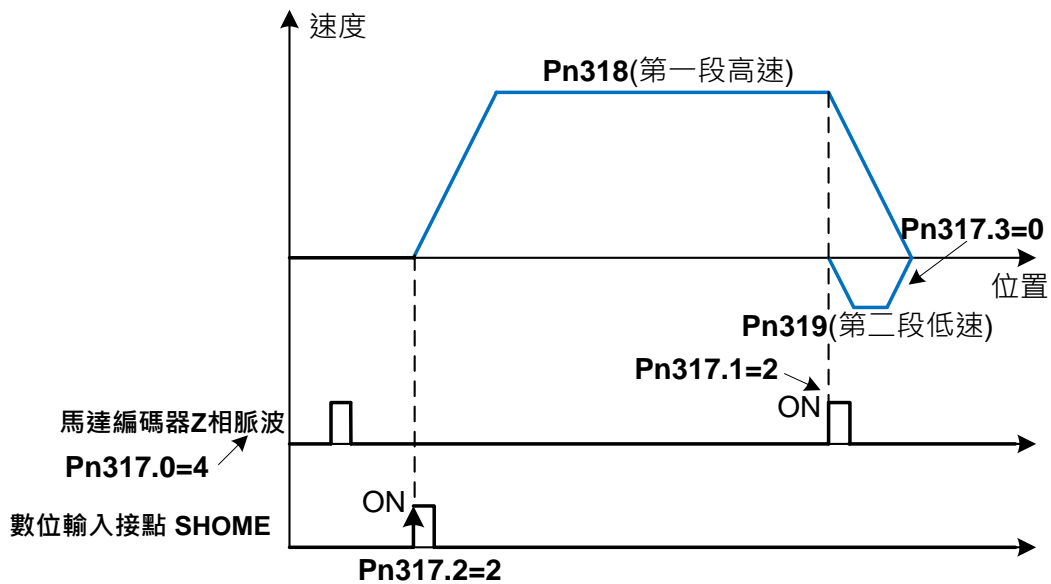 速度
Pn318(第一段高速)
Pn317.3=0
位置
Pn319(第二段低速)
Pn317.1=2
ON
馬達編碼器Z相脈波
Pn317.0=4
ON
數位輸入接點 SHOME
Pn317.2=2